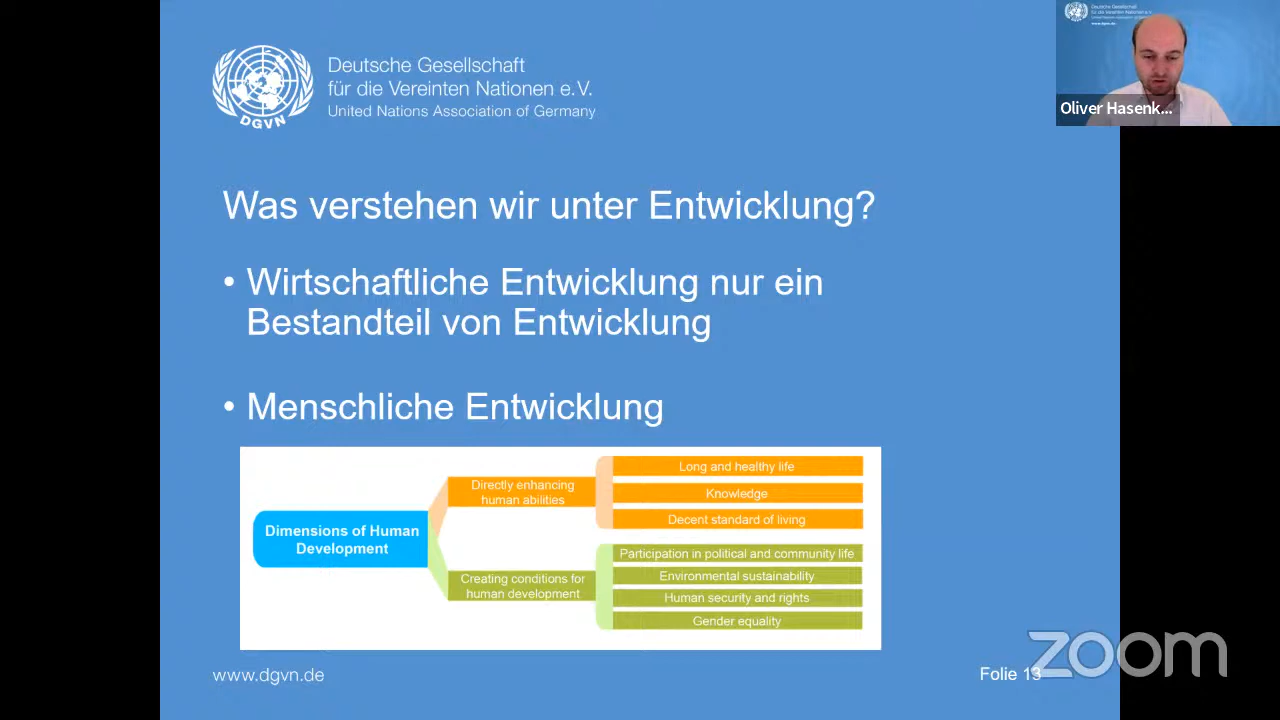 Deutsche Gesellschaft
für die Vereinten Nationen e.V.
United Nations Association of Germany
DGVN
Oliver Hasenk...
Was verstehen wir unter Entwicklung?
• Wirtschaftliche Entwicklung nur ein
Bestandteil von Entwicklung
• Menschliche Entwicklung
Dimensions of Human
Development
Directly enhancing
human abilities
Long and healthy life
Knowledge
Decent standard of living
Creating conditions for
human development
Participation in political and community life
Environmental sustainability
Human security and rights
Gender equality
www.dgvn.de
Folie 13
zoom